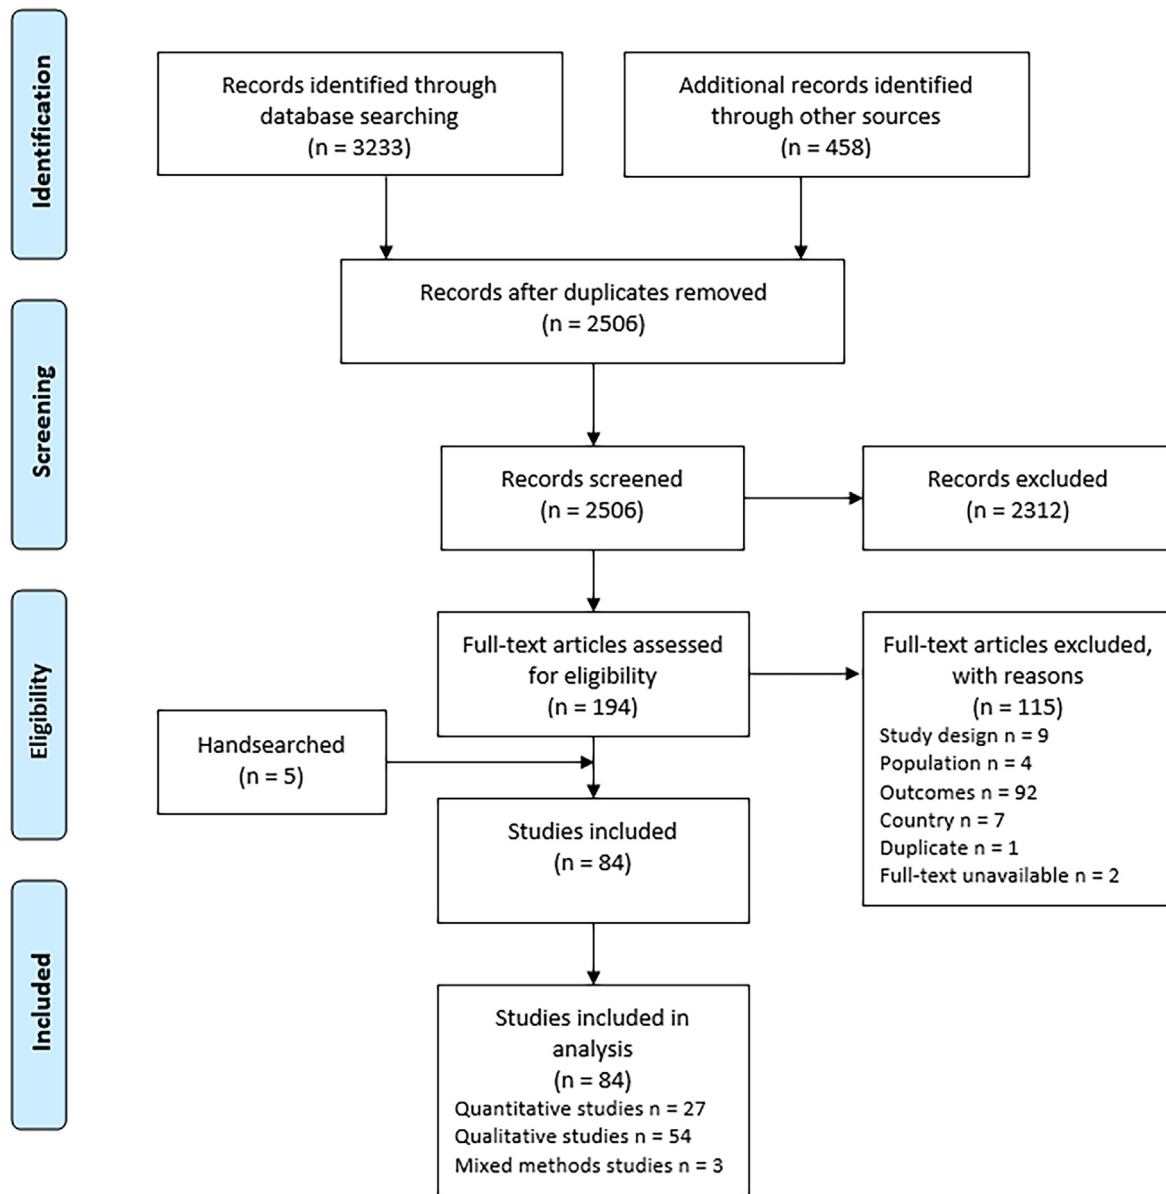 Identification
Records identified through
database searching
(n = 3233)
Additional records identified
through other sources
(n = 458)
Records after duplicates removed
(n = 2506)
Screening
Records screened
(n = 2506)
Records excluded
(n = 2312)
Eligibility
Full-text articles assessed
for eligibility
(n = 194)
Full-text articles excluded,
with reasons
(n = 115)
Study design n = 9
Population n = 4
Outcomes n = 92
Country n = 7
Duplicate n = 1
Full-text unavailable n = 2
Handsearched
(n = 5)
Studies included
(n = 84)
Included
Studies included in
analysis
(n = 84)
Quantitative studies n = 27
Qualitative studies n = 54
Mixed methods studies n = 3